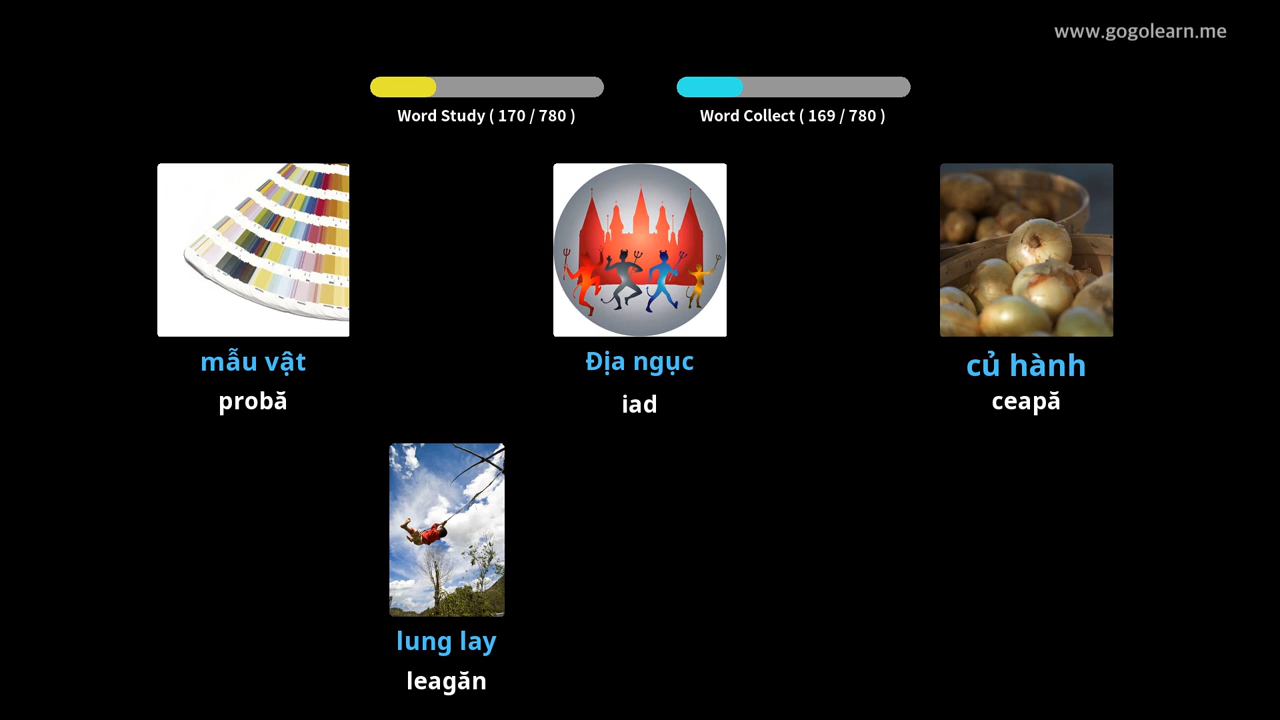 www.gogolearn.me
Word Study ( 170 / 780 )
Word Collect ( 169 / 780 )
mẫu vật
probă
Địa ngục
iad
củ hành
ceapă
lung lay
leagăn